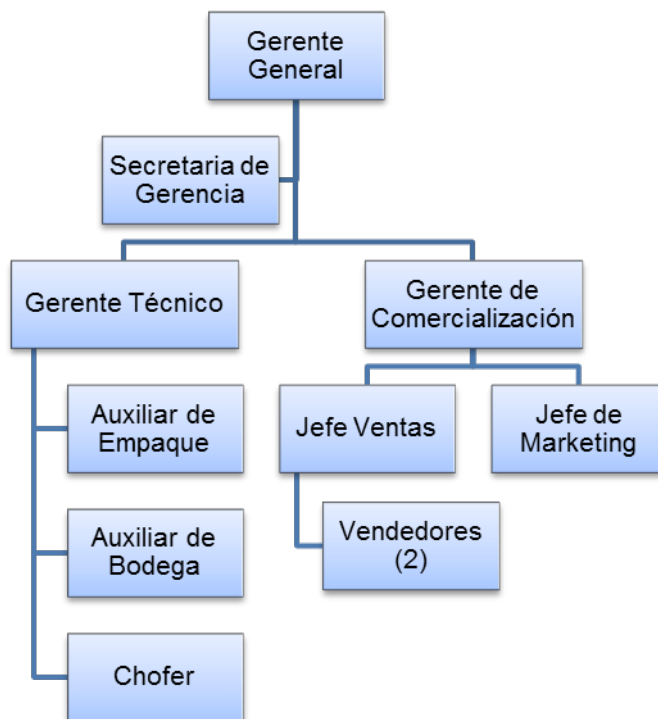 Gerente
General
Secretaria de
Gerencia
Gerente Técnico
Gerente de
Comercialización
Auxiliar de
Empaque
Jefe Ventas
Jefe de
Marketing
Auxiliar de
Bodega
Vendedores
(2)
Chofer